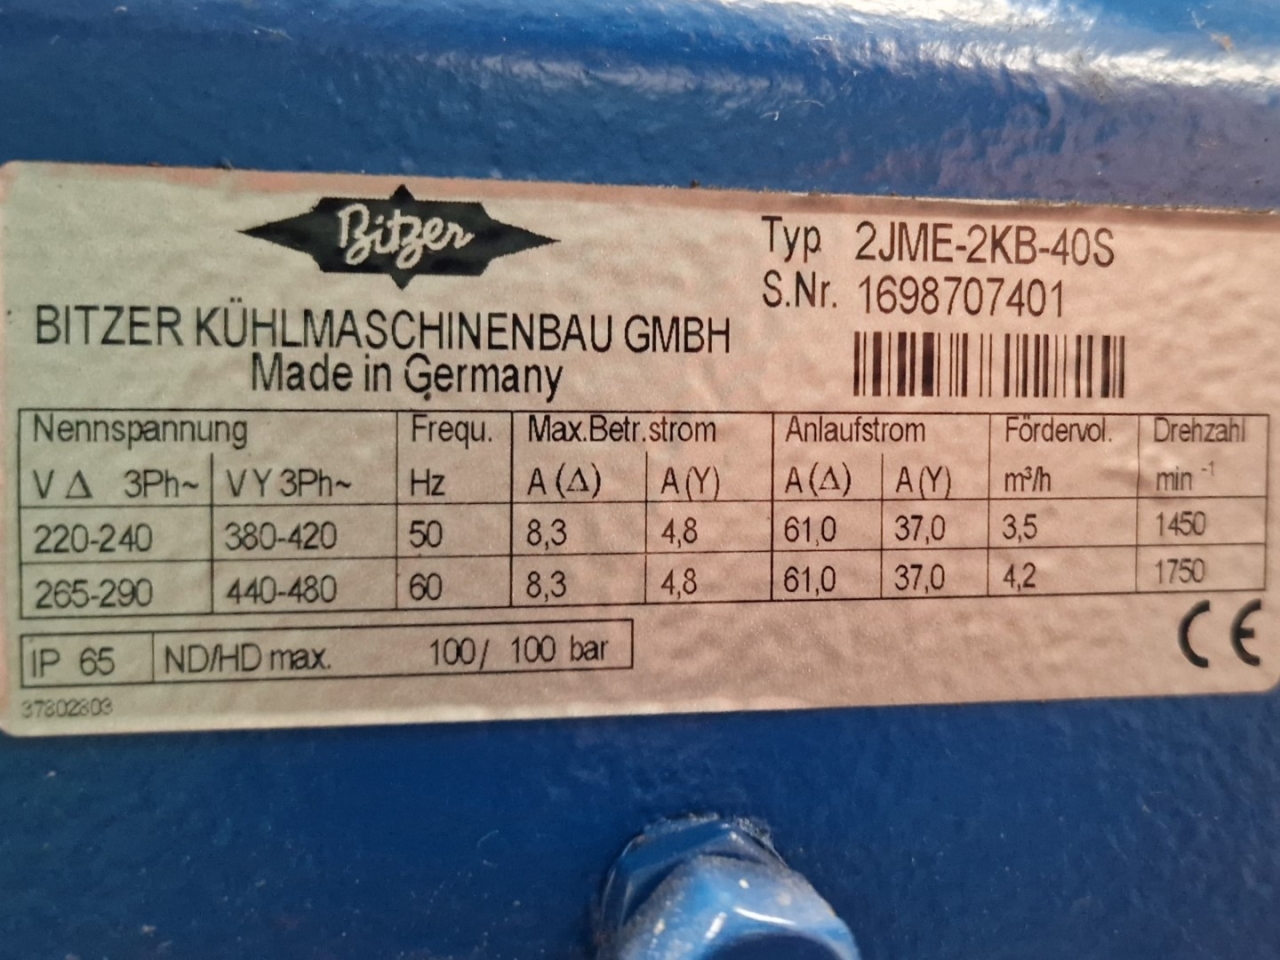 Bitzer
BITZER KÜHLMASCHINENBAU GMBH
Made in Germany
Typ 2JME-2KB-40S
S.Nr. 1698707401
Nennspannung Frequ. Max.Betr.strom Anlaufstrom Fördervol. Drehzahl
V Δ 3Ph~ V Y 3Ph~ Hz A (Δ) A (Y) A (Δ) A (Y) m³/h min ⁻¹
220-240 380-420 50 8,3 4,8 61,0 37,0 3,5 1450
265-290 440-480 60 8,3 4,8 61,0 37,0 4,2 1750
IP 65 ND/HD max. 100/ 100 bar
CE
37802803